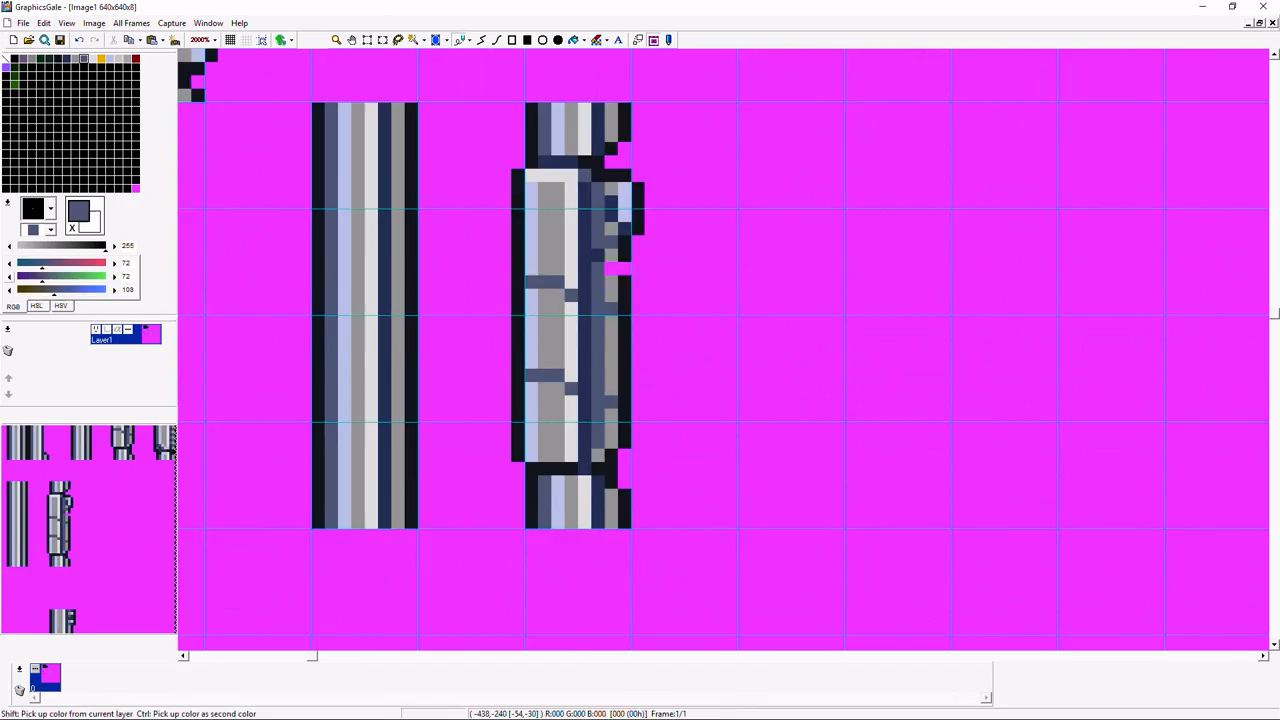 GraphicsGale - [Image1 640x640x8]
File Edit View Image All Frames Capture Window Help
2000%
X
255
72
72
108
RGB HSL HSV
Layer1
0
Shift: Pick up color from current layer Ctrl: Pick up color as second color
( -438,-240 [-54,-30] ) R:000 G:000 B:000 [000 (00h)] Frame:1/1